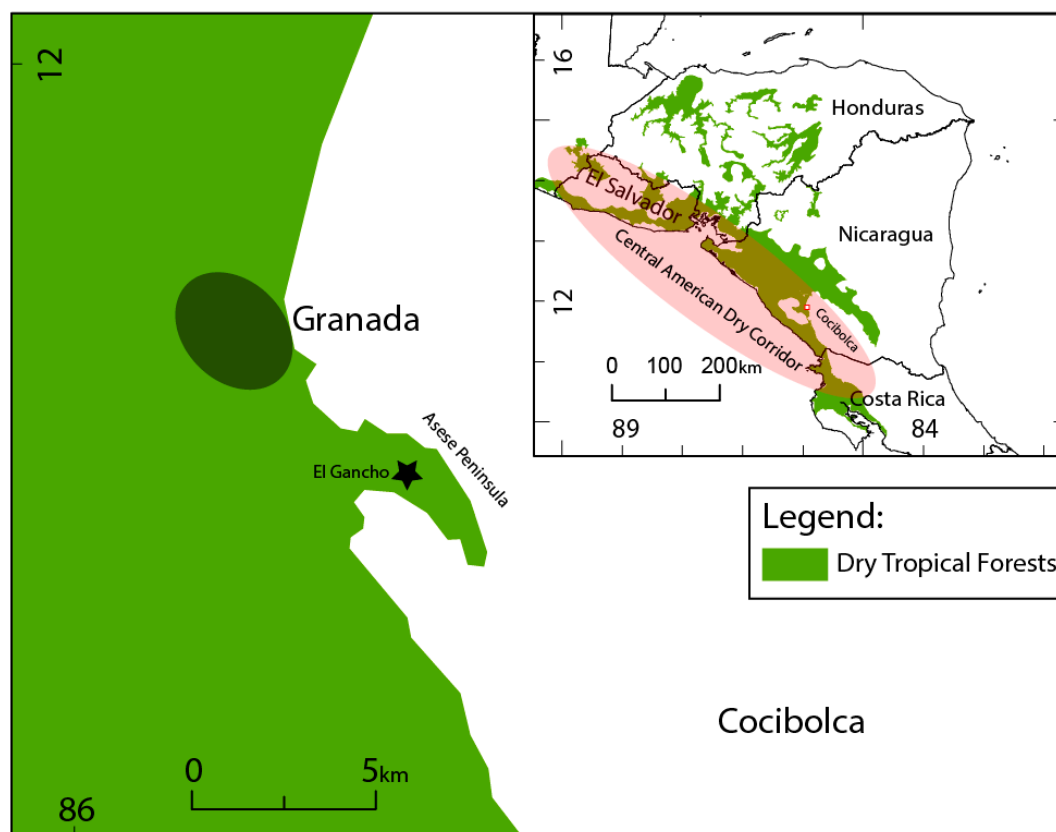 12
Granada
El Gancho
Asese Peninsula
0 5km
86
Cocibolca
16
12
Honduras
El Salvador
Nicaragua
Central American Dry Corridor
Cocibolca
0 100 200km
Costa Rica
89 84
Legend:
Dry Tropical Forests